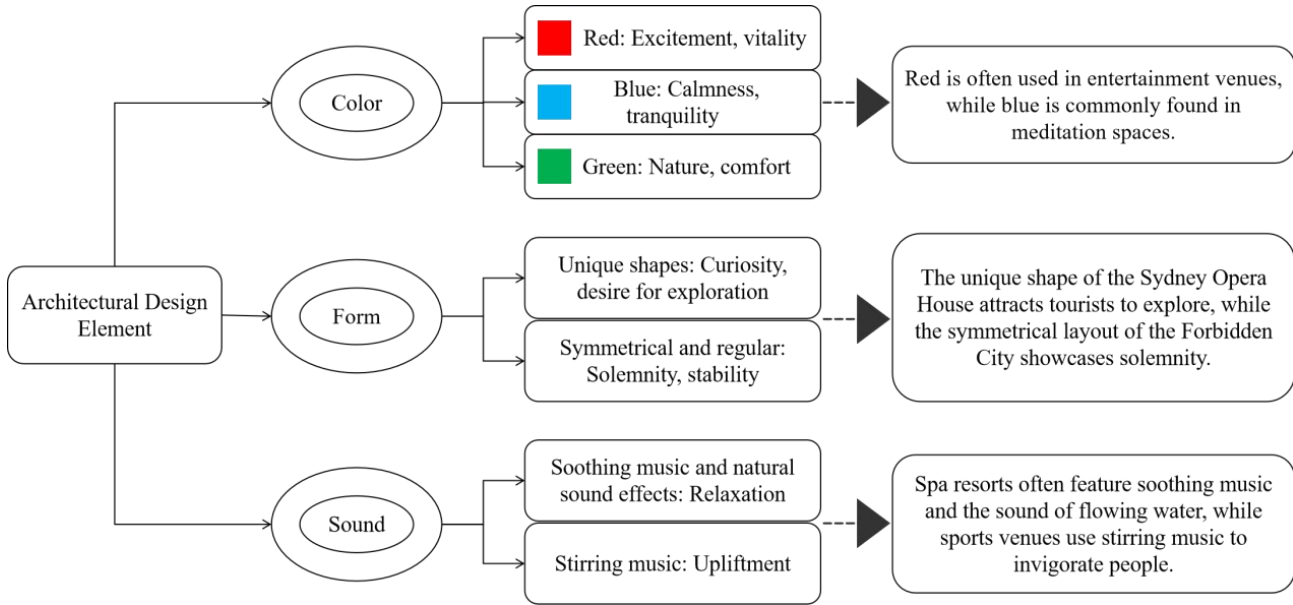 Architectural Design
Element
Color
Red: Excitement, vitality
Blue: Calmness,
tranquility
Green: Nature, comfort
Red is often used in entertainment venues,
while blue is commonly found in
meditation spaces.
Form
Unique shapes: Curiosity,
desire for exploration
Symmetrical and regular:
Solemnity, stability
The unique shape of the Sydney Opera
House attracts tourists to explore, while
the symmetrical layout of the Forbidden
City showcases solemnity.
Sound
Soothing music and natural
sound effects: Relaxation
Stirring music: Upliftment
Spa resorts often feature soothing music
and the sound of flowing water, while
sports venues use stirring music to
invigorate people.